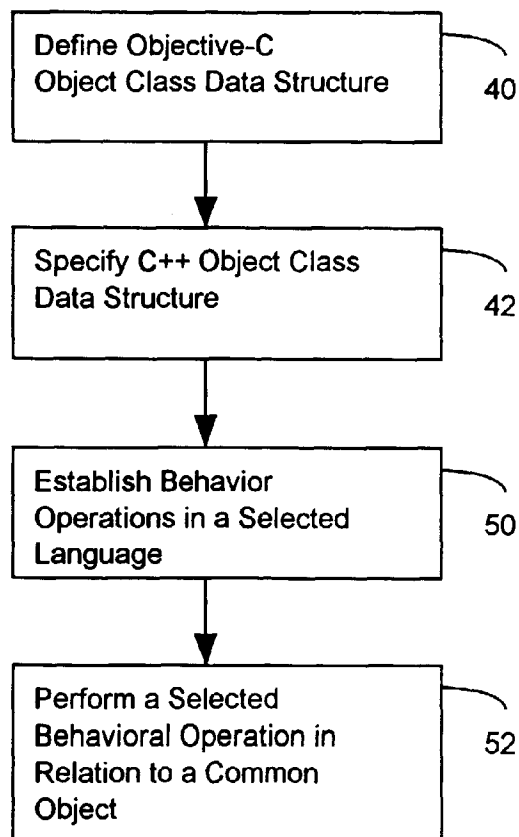 Define Objective-C
Object Class Data Structure
40
Specify C++ Object Class
Data Structure
42
Establish Behavior
Operations in a Selected
Language
50
Perform a Selected
Behavioral Operation in
Relation to a Common
Object
52